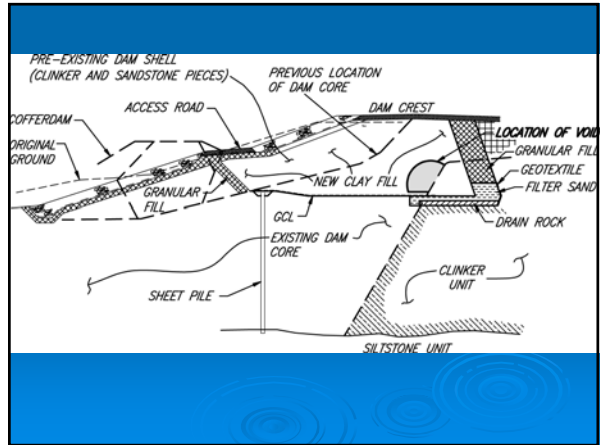 PRE-EXISTING DAM SHELL
(CLINKER AND SANDSTONE PIECES)
PREVIOUS LOCATION
OF DAM CORE
ACCESS ROAD
DAM CREST
COFFERDAM
ORIGINAL
GROUND
LOCATION OF VOID
GRANULAR FILL
GEOTEXTILE
FILTER SAND
NEW CLAY FILL
GRANULAR
FILL
GCL
DRAIN ROCK
EXISTING DAM
CORE
CLINKER
UNIT
SHEET PILE
SILTSTONE UNIT